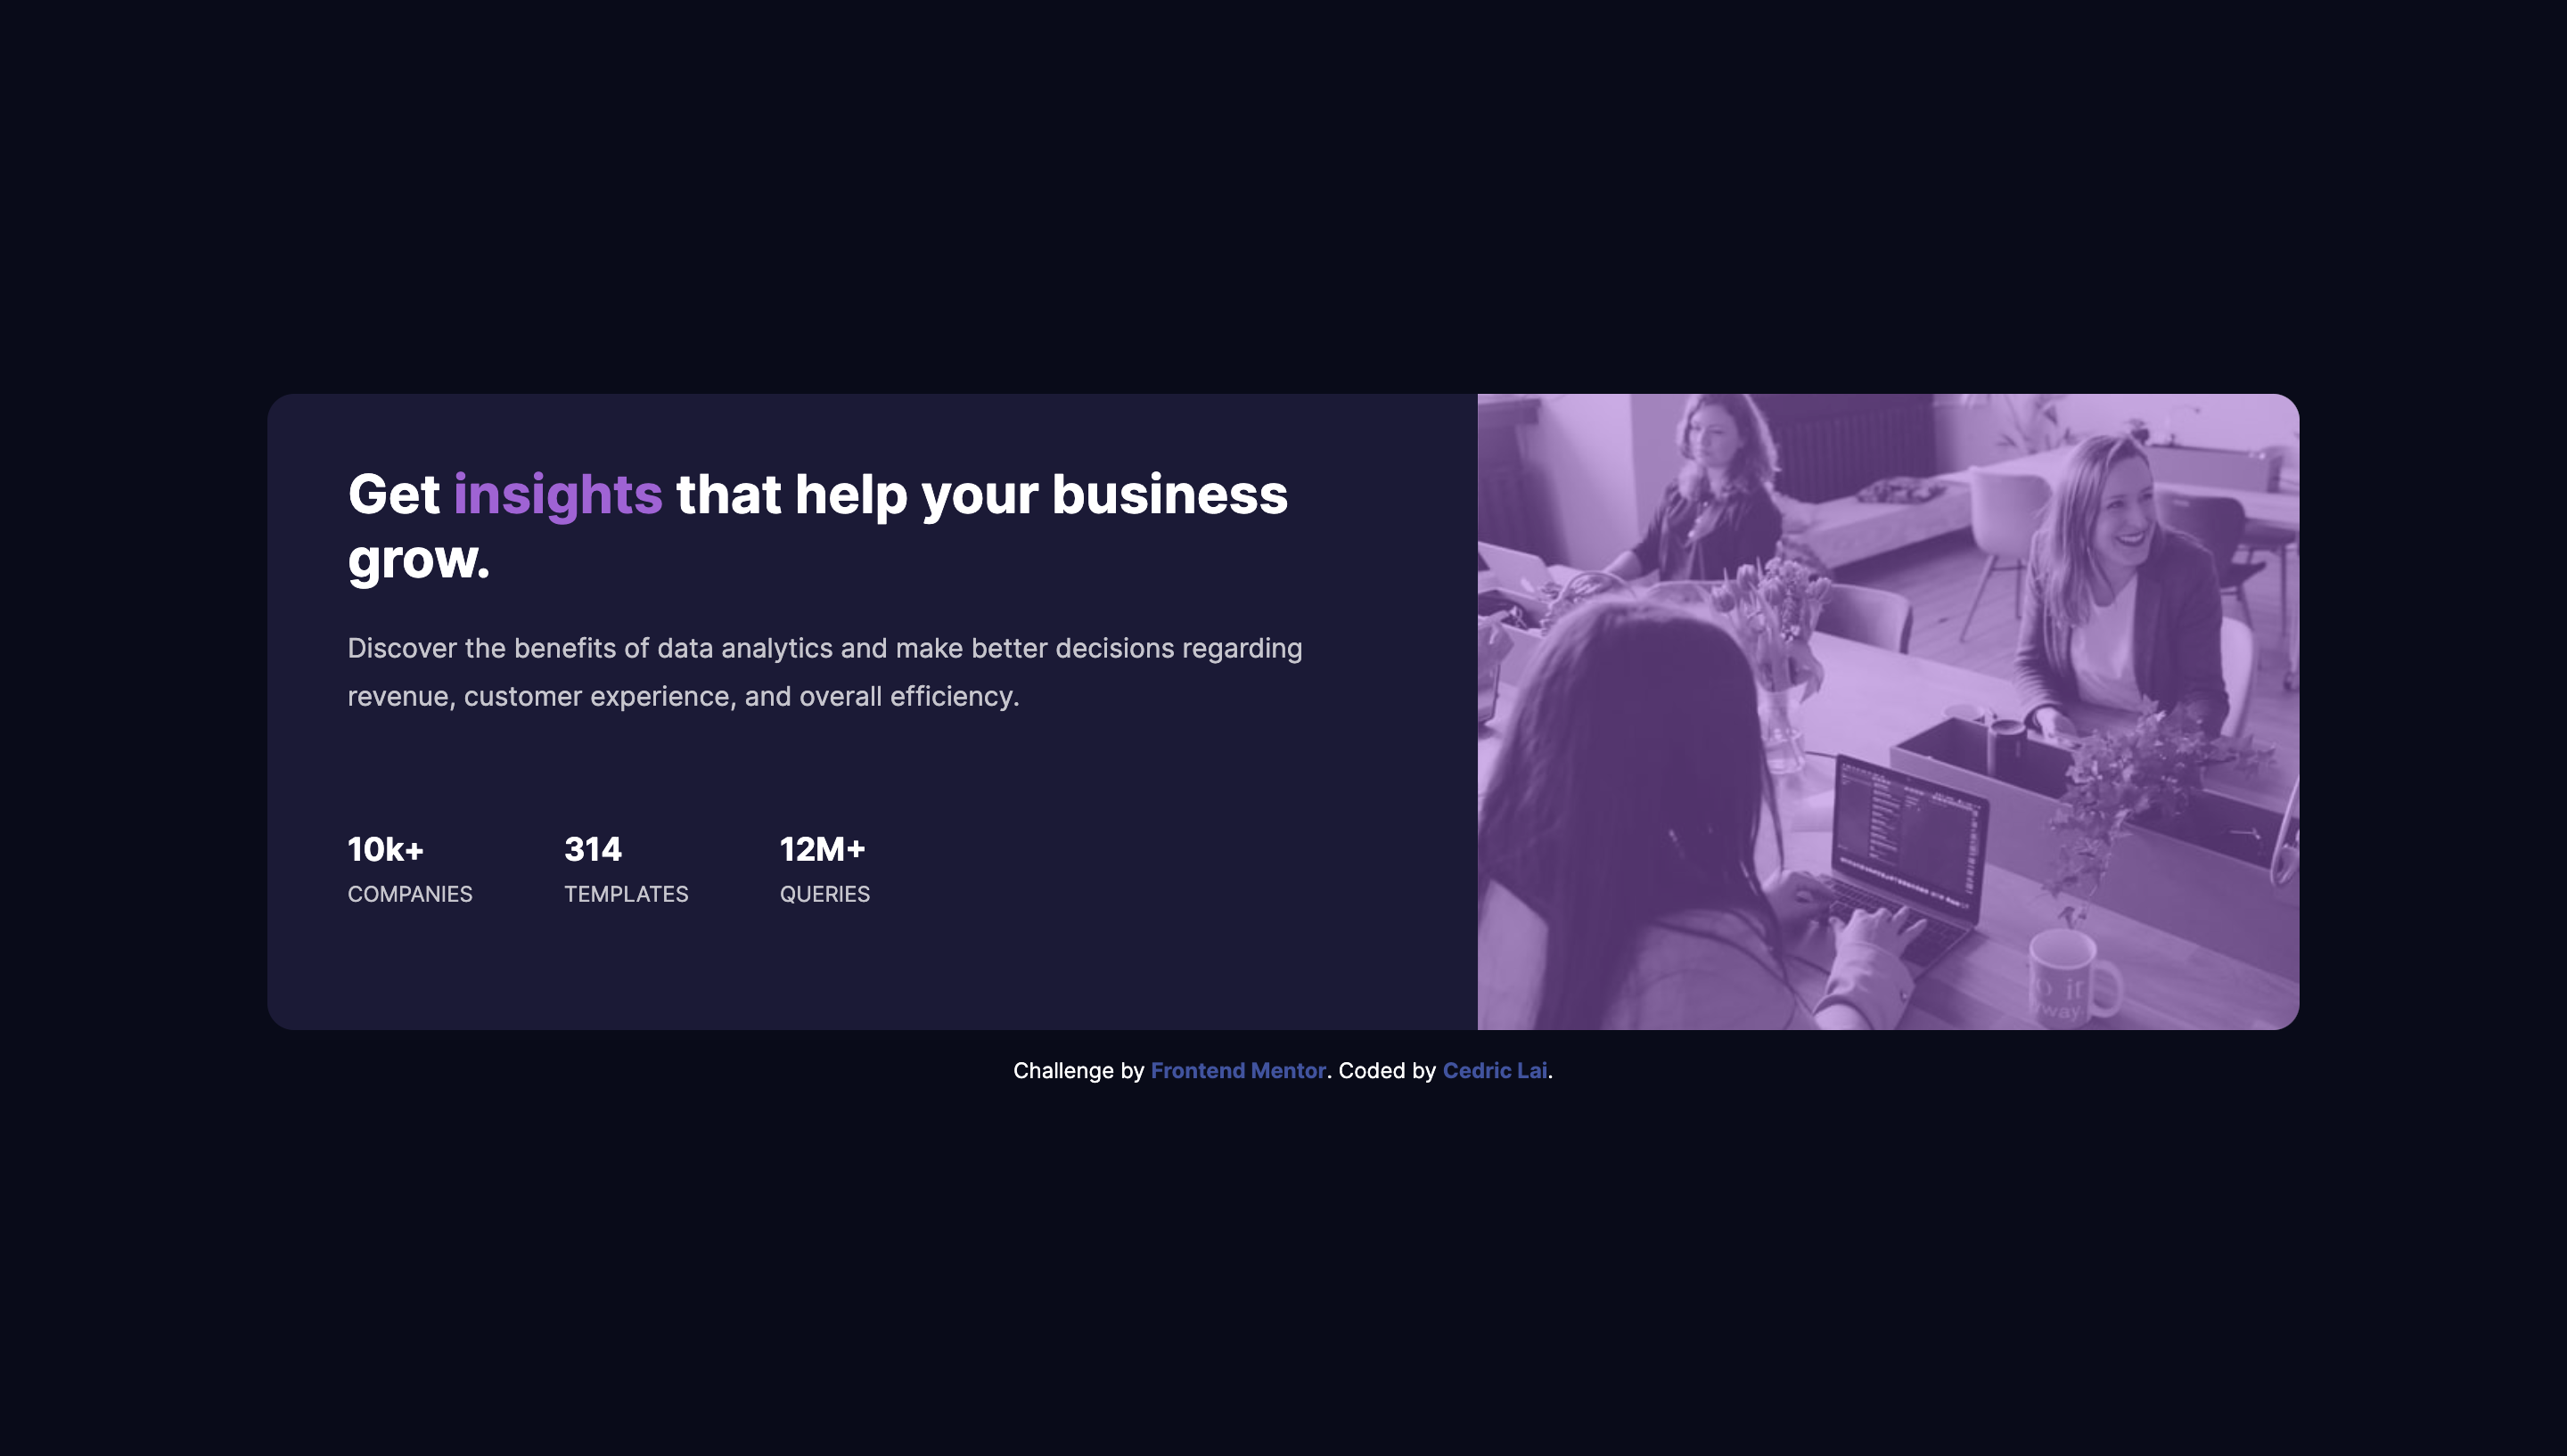 Get insights that help your business
grow.
Discover the benefits of data analytics and make better decisions regarding
revenue, customer experience, and overall efficiency.
10k+ 314 12M+
COMPANIES TEMPLATES QUERIES
it
way
Challenge by Frontend Mentor. Coded by Cedric Lai.